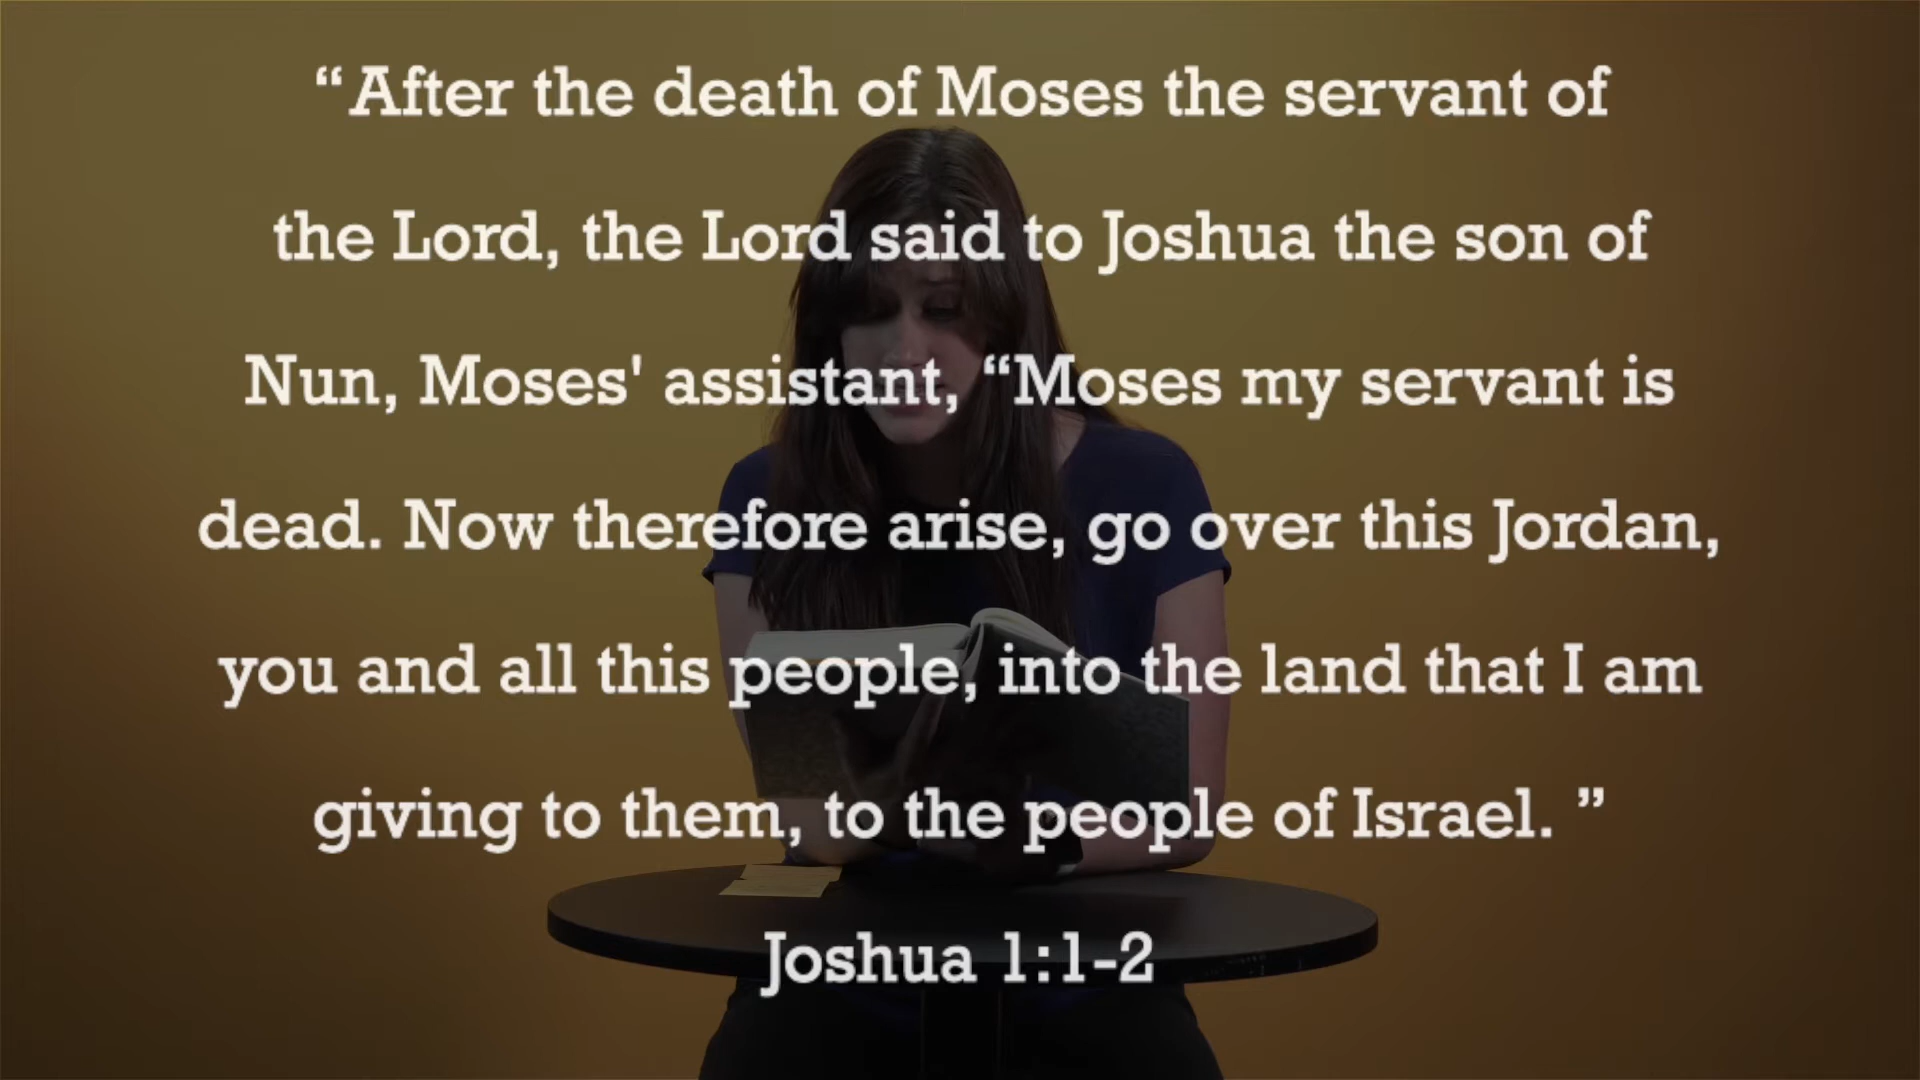 “After the death of Moses the servant of
the Lord, the Lord said to Joshua the son of
Nun, Moses' assistant, “Moses my servant is
dead. Now therefore arise, go over this Jordan,
you and all this people, into the land that I am
giving to them, to the people of Israel. ”
Joshua 1:1-2